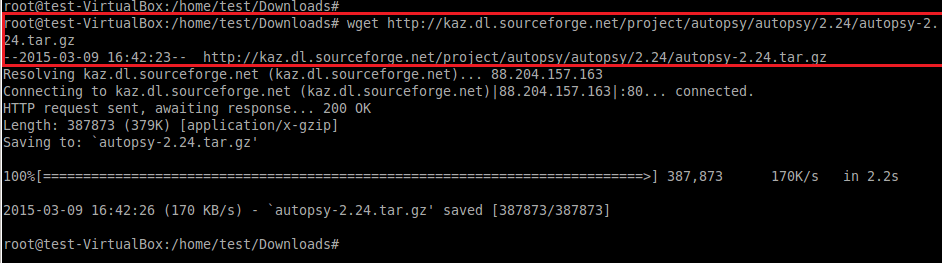 root@test-VirtualBox:/home/test/Downloads#
root@test-VirtualBox:/home/test/Downloads# wget http://kaz.dl.sourceforge.net/project/autopsy/autopsy/2.24/autopsy-2.
24.tar.gz
--2015-03-09 16:42:23--  http://kaz.dl.sourceforge.net/project/autopsy/autopsy/2.24/autopsy-2.24.tar.gz
Resolving kaz.dl.sourceforge.net (kaz.dl.sourceforge.net)... 88.204.157.163
Connecting to kaz.dl.sourceforge.net (kaz.dl.sourceforge.net)|88.204.157.163|:80... connected.
HTTP request sent, awaiting response... 200 OK
Length: 387873 (379K) [application/x-gzip]
Saving to: `autopsy-2.24.tar.gz'
100%[===========================================================================>] 387,873     170K/s   in 2.2s
2015-03-09 16:42:26 (170 KB/s) - `autopsy-2.24.tar.gz' saved [387873/387873]
root@test-VirtualBox:/home/test/Downloads#